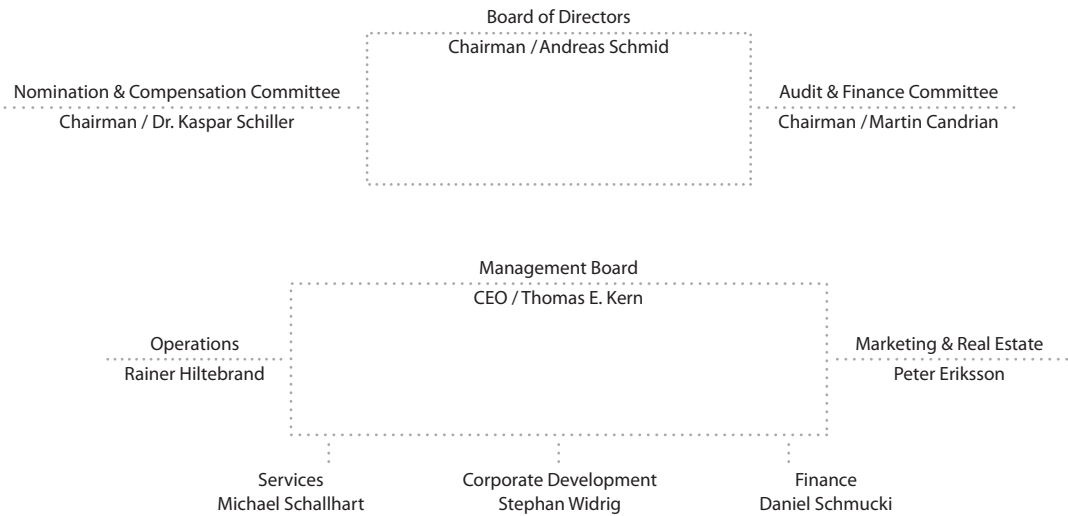 Board of Directors
Chairman / Andreas Schmid
Nomination & Compensation Committee
Chairman / Dr. Kaspar Schiller
Audit & Finance Committee
Chairman / Martin Candrian
Management Board
CEO / Thomas E. Kern
Operations
Rainer Hiltebrand
Marketing & Real Estate
Peter Eriksson
Services
Michael Schallhart
Corporate Development
Stephan Widrig
Finance
Daniel Schmucki